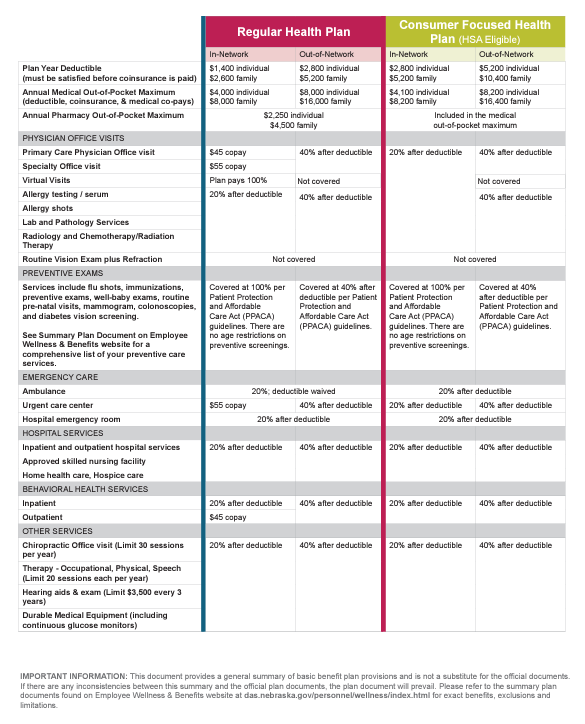 Regular Health Plan
Consumer Focused Health
Plan (HSA Eligible)
In-Network
Out-of-Network
In-Network
Out-of-Network
Plan Year Deductible
(must be satisfied before coinsurance is paid)
$1,400 individual
$2,600 family
$2,800 individual
$5,200 family
$2,800 individual
$5,200 family
$5,200 individual
$10,400 family
Annual Medical Out-of-Pocket Maximum
(deductible, coinsurance, & medical co-pays)
$4,000 individual
$8,000 family
$8,000 individual
$16,000 family
$4,100 individual
$8,200 family
$8,200 individual
$16,400 family
Annual Pharmacy Out-of-Pocket Maximum
$2,250 individual
$4,500 family
Included in the medical
out-of-pocket maximum
PHYSICIAN OFFICE VISITS
Primary Care Physician Office visit
$45 copay
40% after deductible
20% after deductible
40% after deductible
Specialty Office visit
$55 copay
Virtual Visits
Plan pays 100%
Not covered
Not covered
Allergy testing / serum
20% after deductible
40% after deductible
40% after deductible
Allergy shots
Lab and Pathology Services
Radiology and Chemotherapy/Radiation
Therapy
Routine Vision Exam plus Refraction
Not covered
Not covered
PREVENTIVE EXAMS
Services include flu shots, immunizations,
preventive exams, well-baby exams, routine
pre-natal visits, mammogram, colonoscopies,
and diabetes vision screening.
See Summary Plan Document on Employee
Wellness & Benefits website for a
comprehensive list of your preventive care
services.
Covered at 100% per
Patient Protection
and Affordable
Care Act (PPACA)
guidelines. There are
no age restrictions on
preventive screenings.
Covered at 40% after
deductible per Patient
Protection and
Affordable Care Act
(PPACA) guidelines.
Covered at 100% per
Patient Protection
and Affordable
Care Act (PPACA)
guidelines. There are
no age restrictions on
preventive screenings.
Covered at 40%
after deductible per
Patient Protection and
Affordable Care Act
(PPACA) guidelines.
EMERGENCY CARE
Ambulance
20%; deductible waived
20% after deductible
Urgent care center
$55 copay
40% after deductible
20% after deductible
40% after deductible
Hospital emergency room
20% after deductible
20% after deductible
HOSPITAL SERVICES
Inpatient and outpatient hospital services
20% after deductible
40% after deductible
20% after deductible
40% after deductible
Approved skilled nursing facility
Home health care, Hospice care
BEHAVIORAL HEALTH SERVICES
Inpatient
20% after deductible
40% after deductible
20% after deductible
40% after deductible
Outpatient
$45 copay
OTHER SERVICES
Chiropractic Office visit (Limit 30 sessions
per year)
20% after deductible
40% after deductible
20% after deductible
40% after deductible
Therapy - Occupational, Physical, Speech
(Limit 20 sessions each per year)
Hearing aids & exam (Limit $3,500 every 3
years)
Durable Medical Equipment (including
continuous glucose monitors)
IMPORTANT INFORMATION: This document provides a general summary of basic benefit plan provisions and is not a substitute for the official documents.
If there are any inconsistencies between this summary and the official plan documents, the plan document will prevail. Please refer to the summary plan
documents found on Employee Wellness & Benefits website at das.nebraska.gov/personnel/wellness/index.html for exact benefits, exclusions and
limitations.